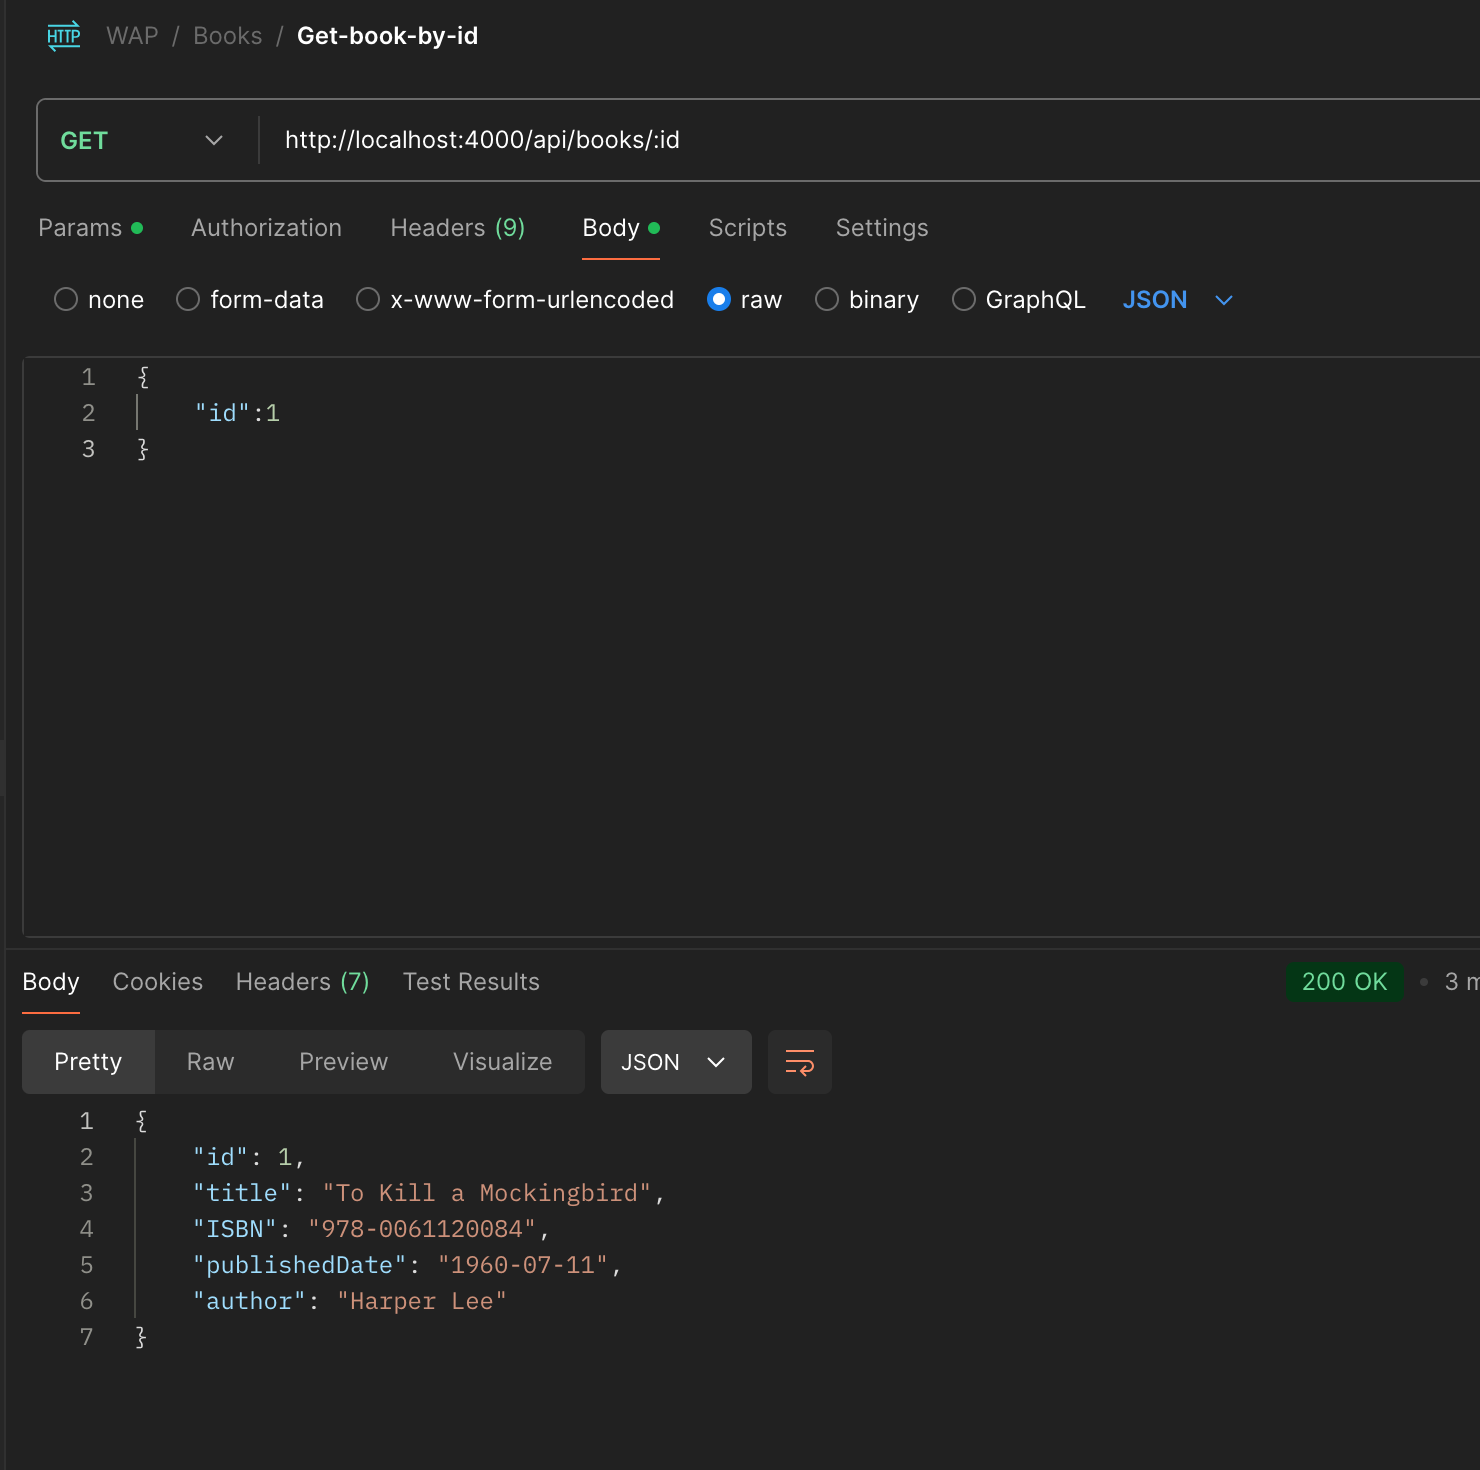 HTTP WAP / Books / Get-book-by-id
GET http://localhost:4000/api/books/:id
Params Authorization Headers (9) Body Scripts Settings
none form-data x-www-form-urlencoded raw binary GraphQL JSON
1 {
2 "id":1
3 }
Body Cookies Headers (7) Test Results 200 OK • 3 m
Pretty Raw Preview Visualize JSON
1 {
2 "id": 1,
3 "title": "To Kill a Mockingbird",
4 "ISBN": "978-0061120084",
5 "publishedDate": "1960-07-11",
6 "author": "Harper Lee"
7 }